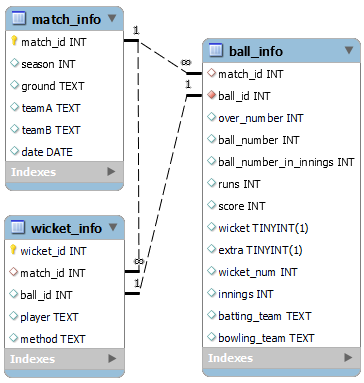 match_info
match_id INT
season INT
ground TEXT
teamA TEXT
teamB TEXT
date DATE
Indexes
wicket_info
wicket_id INT
match_id INT
ball_id INT
player TEXT
method TEXT
Indexes
1
∞
1
∞
1
ball_info
match_id INT
ball_id INT
over_number INT
ball_number INT
ball_number_in_innings INT
runs INT
score INT
wicket TINYINT(1)
extra TINYINT(1)
wicket_num INT
innings INT
batting_team TEXT
bowling_team TEXT
Indexes